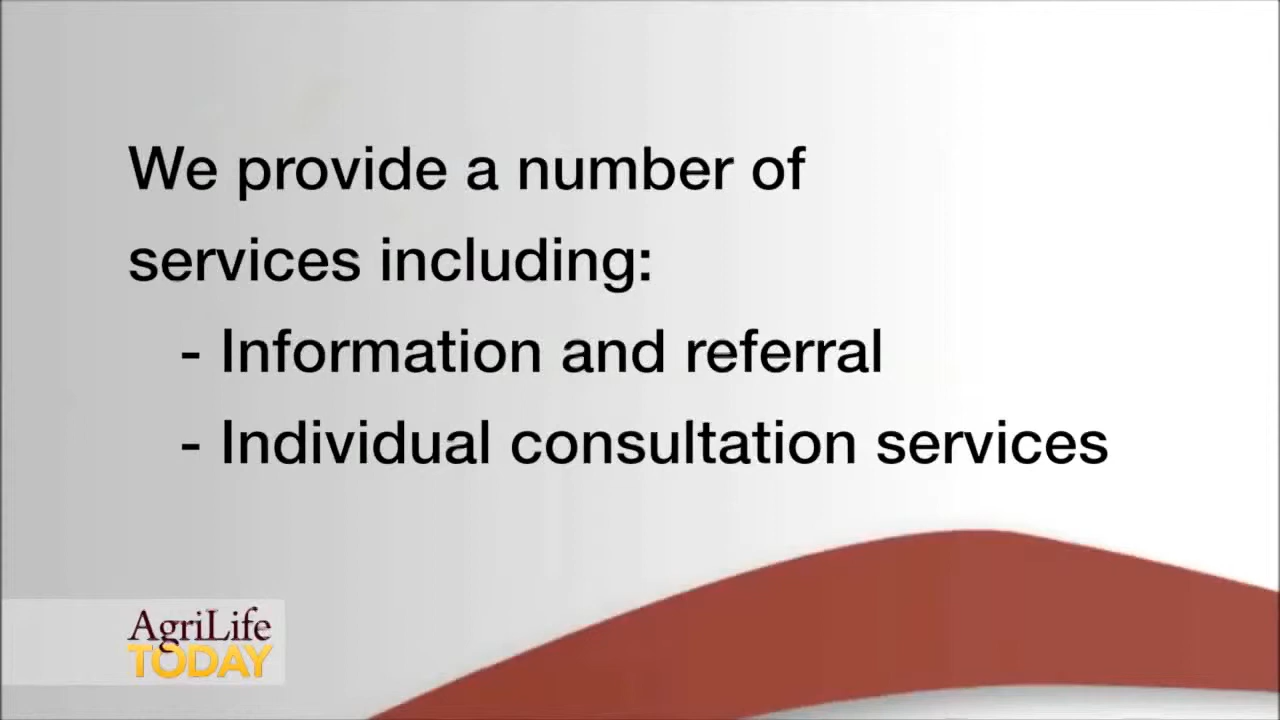 We provide a number of
services including:
- Information and referral
- Individual consultation services
AgriLife
TODAY